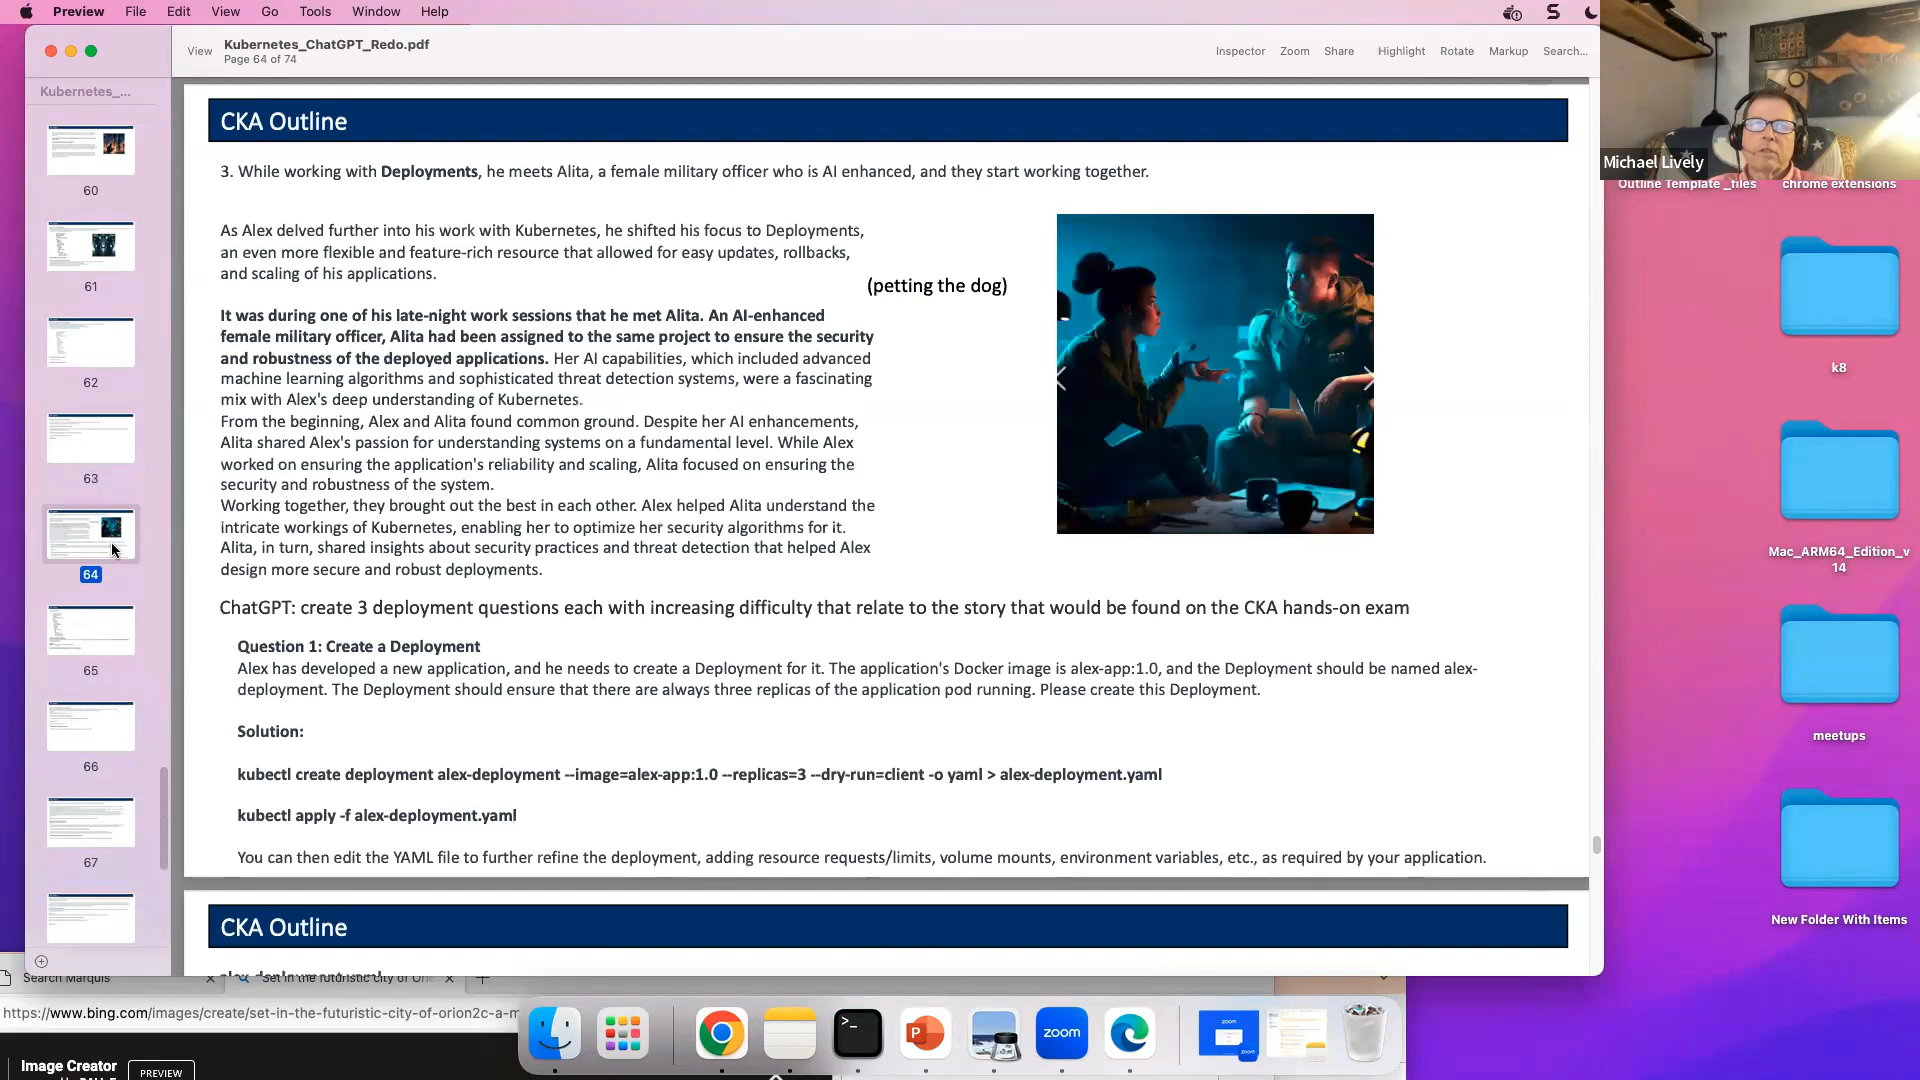 Preview File Edit View Go Tools Window Help
View
Kubernetes_ChatGPT_Redo.pdf
Page 64 of 74
Inspector Zoom Share Highlight Rotate Markup Search...
Kubernetes_...
60
61
62
63
64
65
66
67
CKA Outline
3. While working with Deployments, he meets Alita, a female military officer who is AI enhanced, and they start working together.
As Alex delved further into his work with Kubernetes, he shifted his focus to Deployments,
an even more flexible and feature-rich resource that allowed for easy updates, rollbacks,
and scaling of his applications.
(petting the dog)
It was during one of his late-night work sessions that he met Alita. An AI-enhanced
female military officer, Alita had been assigned to the same project to ensure the security
and robustness of the deployed applications. Her AI capabilities, which included advanced
machine learning algorithms and sophisticated threat detection systems, were a fascinating
mix with Alex's deep understanding of Kubernetes.
From the beginning, Alex and Alita found common ground. Despite her AI enhancements,
Alita shared Alex's passion for understanding systems on a fundamental level. While Alex
worked on ensuring the application's reliability and scaling, Alita focused on ensuring the
security and robustness of the system.
Working together, they brought out the best in each other. Alex helped Alita understand the
intricate workings of Kubernetes, enabling her to optimize her security algorithms for it.
Alita, in turn, shared insights about security practices and threat detection that helped Alex
design more secure and robust deployments.
ChatGPT: create 3 deployment questions each with increasing difficulty that relate to the story that would be found on the CKA hands-on exam
Question 1: Create a Deployment
Alex has developed a new application, and he needs to create a Deployment for it. The application's Docker image is alex-app:1.0, and the Deployment should be named alex-
deployment. The Deployment should ensure that there are always three replicas of the application pod running. Please create this Deployment.
Solution:
kubectl create deployment alex-deployment --image=alex-app:1.0 --replicas=3 --dry-run=client -o yaml > alex-deployment.yaml
kubectl apply -f alex-deployment.yaml
You can then edit the YAML file to further refine the deployment, adding resource requests/limits, volume mounts, environment variables, etc., as required by your application.
CKA Outline
alex-deployment.yaml
Michael Lively
Outline Template _files
chrome extensions
k8
Mac_ARM64_Edition_v
14
meetups
New Folder With Items
Search Marquis
Set in the futuristic city of Ori
https://www.bing.com/images/create/set-in-the-futuristic-city-of-orion2c-a-m
Image Creator
PREVIEW
zoom